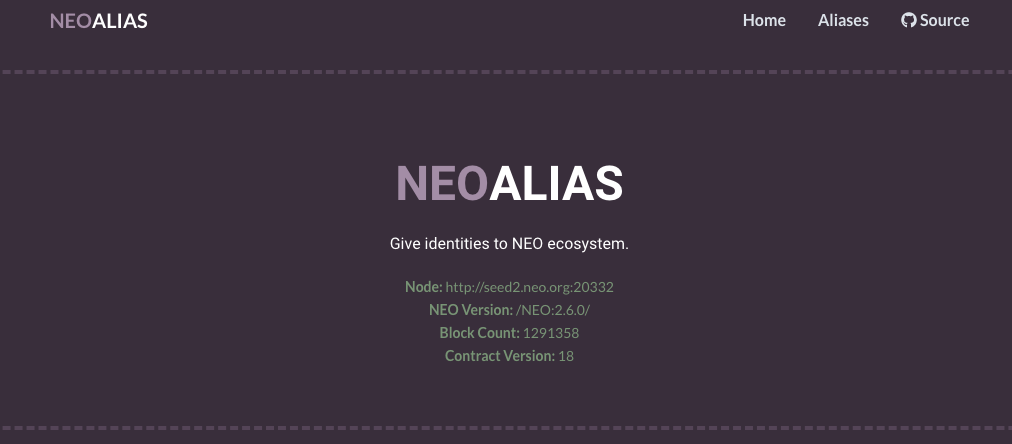 NEOALIAS
Home Aliases Source
NEOALIAS
Give identities to NEO ecosystem.
Node: http://seed2.neo.org:20332
NEO Version: /NEO:2.6.0/
Block Count: 1291358
Contract Version: 18